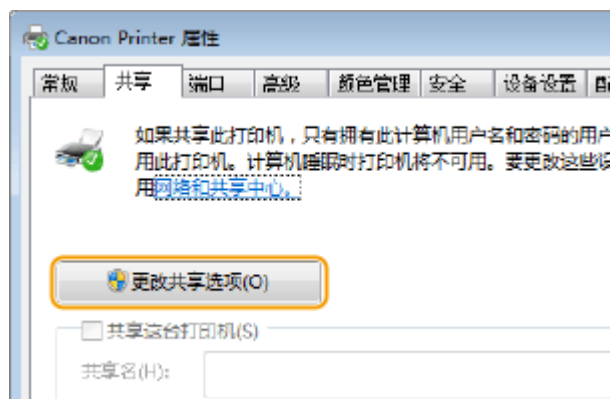 Canon Printer 属性
常规 共享 端口 高级 颜色管理 安全 设备设置
如果共享此打印机，只有拥有此计算机用户名和密码的用户
用此打印机。计算机睡眠时打印机将不可用。要更改这些
用网络和共享中心。
更改共享选项(O)
共享这台打印机(S)
共享名(H):